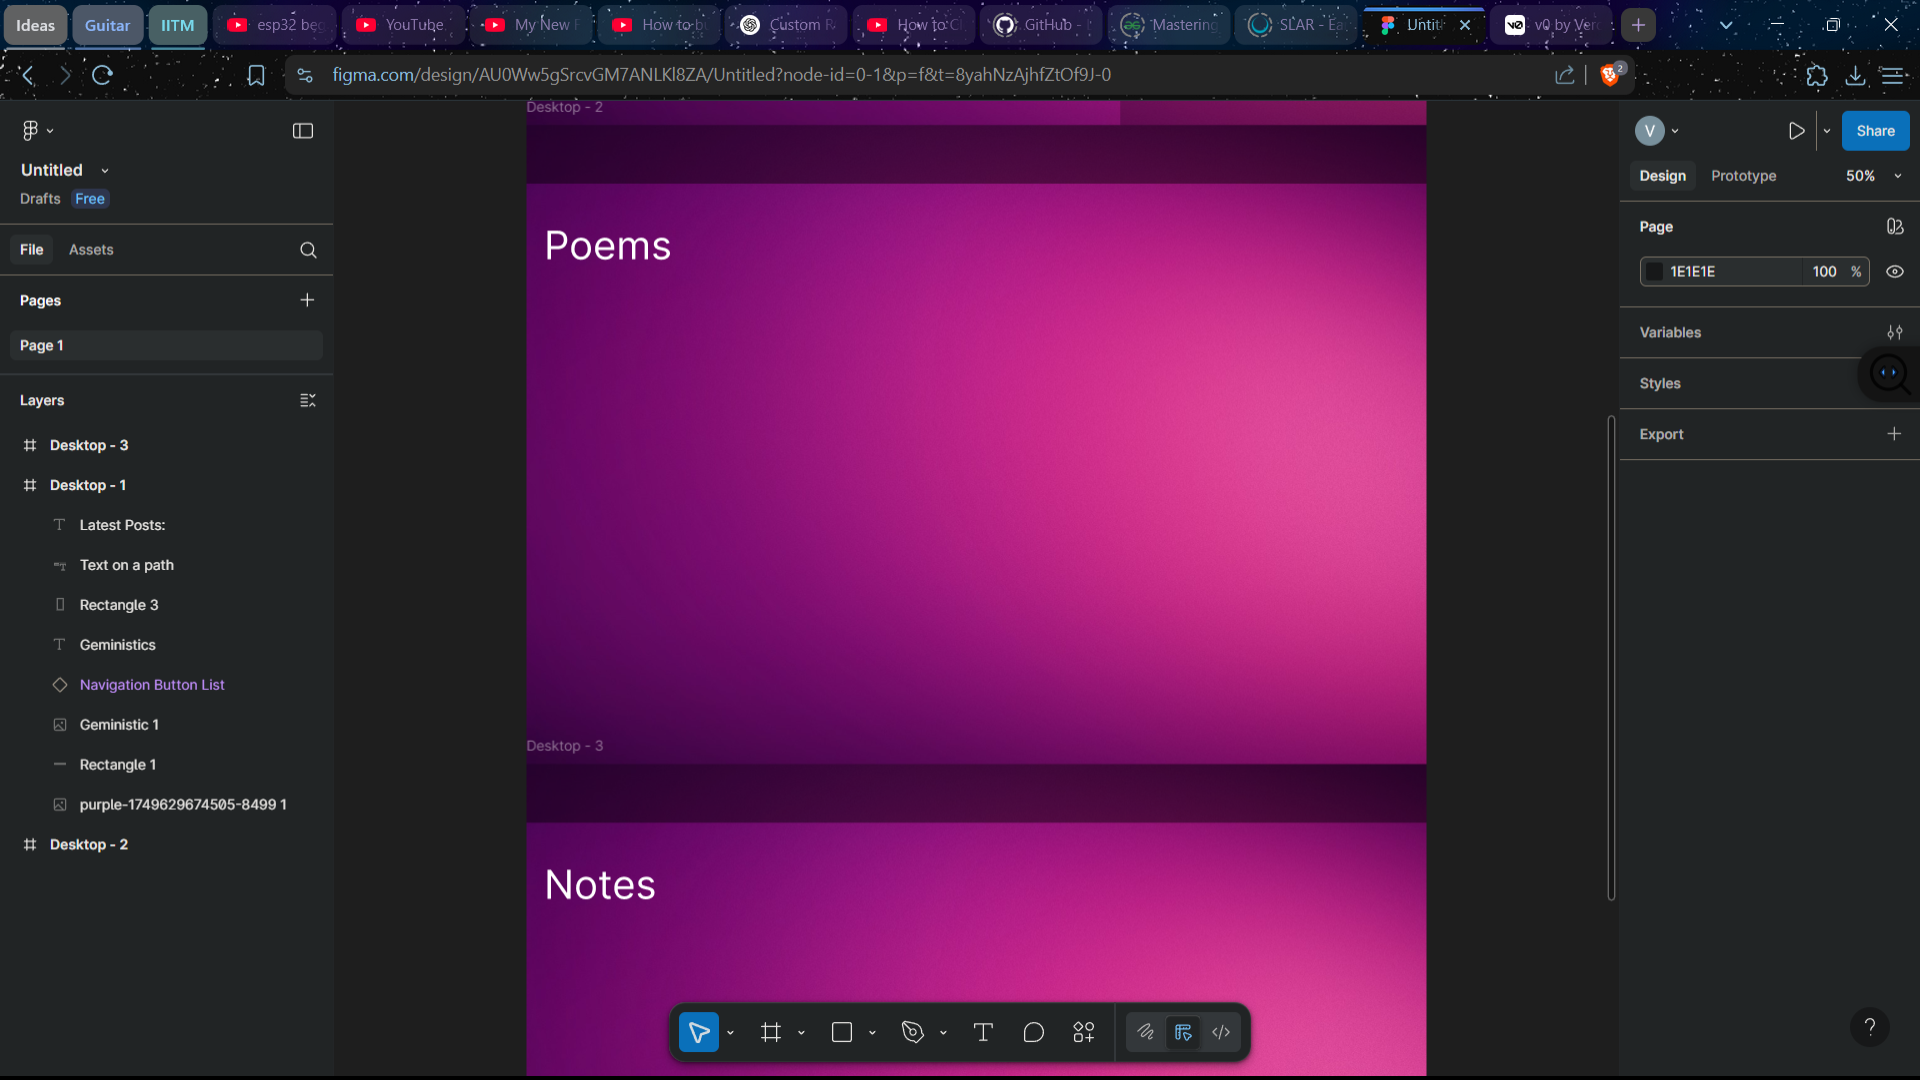 Ideas
Guitar
IITM
esp32 beg
YouTube
My New F
How to b
Custom R
How to C
GitHub -
Mastering
SLAR - Ea
Untit
v0 by Ver
figma.com/design/AU0Ww5gSrcvGM7ANLKl8ZA/Untitled?node-id=0-1&p=f&t=8yahNzAjhfZtOf9J-0
2
Untitled
Drafts Free
File Assets
Pages
Page 1
Layers
Desktop - 3
Desktop - 1
Latest Posts:
Text on a path
Rectangle 3
Geministics
Navigation Button List
Geministic 1
Rectangle 1
purple-1749629674505-8499 1
Desktop - 2
Desktop - 2
Poems
Desktop - 3
Notes
V
Share
Design Prototype 50%
Page
1E1E1E 100 %
Variables
Styles
Export
?